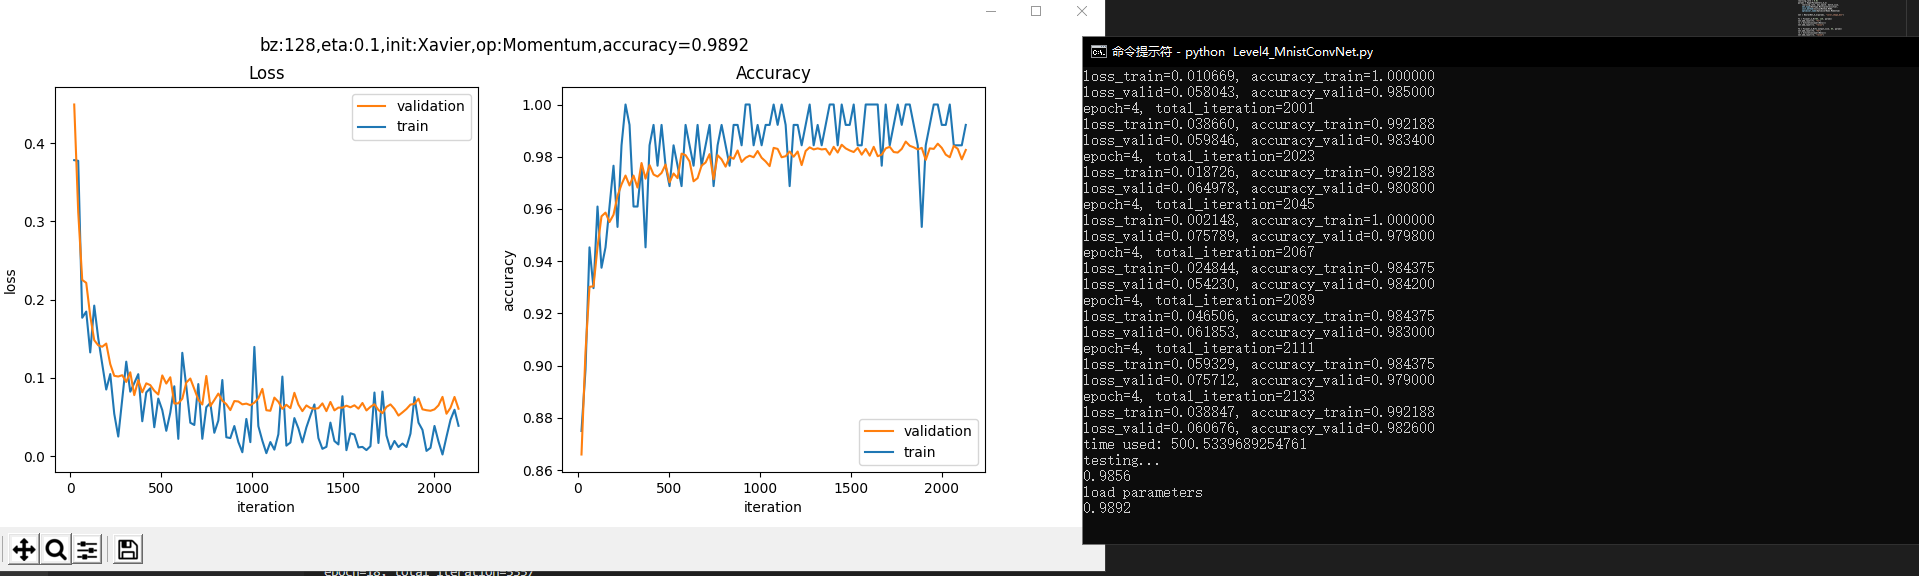 bz:128,eta:0.1,init:Xavier,op:Momentum,accuracy=0.9892
Loss
validation
train
0.4
0.3
0.2
0.1
0.0
loss
0
500
1000
1500
2000
iteration
Accuracy
1.00
0.98
0.96
0.94
0.92
0.90
0.88
0.86
accuracy
validation
train
0
500
1000
1500
2000
iteration
命令提示符 - python Level4_MnistConvNet.py
loss_train=0.010669, accuracy_train=1.000000
loss_valid=0.058043, accuracy_valid=0.985000
epoch=4, total_iteration=2001
loss_train=0.038660, accuracy_train=0.992188
loss_valid=0.059846, accuracy_valid=0.983400
epoch=4, total_iteration=2023
loss_train=0.018726, accuracy_train=0.992188
loss_valid=0.064978, accuracy_valid=0.980800
epoch=4, total_iteration=2045
loss_train=0.002148, accuracy_train=1.000000
loss_valid=0.075789, accuracy_valid=0.979800
epoch=4, total_iteration=2067
loss_train=0.024844, accuracy_train=0.984375
loss_valid=0.054230, accuracy_valid=0.984200
epoch=4, total_iteration=2089
loss_train=0.046506, accuracy_train=0.984375
loss_valid=0.061853, accuracy_valid=0.983000
epoch=4, total_iteration=2111
loss_train=0.059329, accuracy_train=0.984375
loss_valid=0.075712, accuracy_valid=0.979000
epoch=4, total_iteration=2133
loss_train=0.038847, accuracy_train=0.992188
loss_valid=0.060676, accuracy_valid=0.982600
time used: 500.5339689254761
testing...
0.9856
load parameters
0.9892